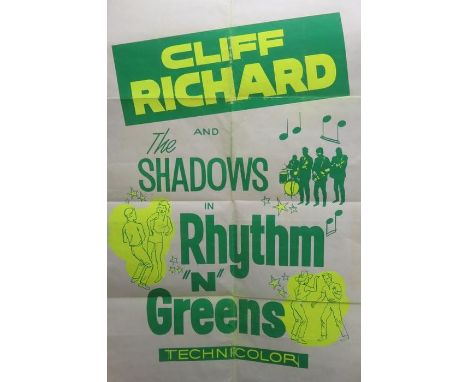 CLIFF
RICHARD
AND
The
SHADOWS
IN
Rhythm
"N"
Greens
TECHNICOLOR